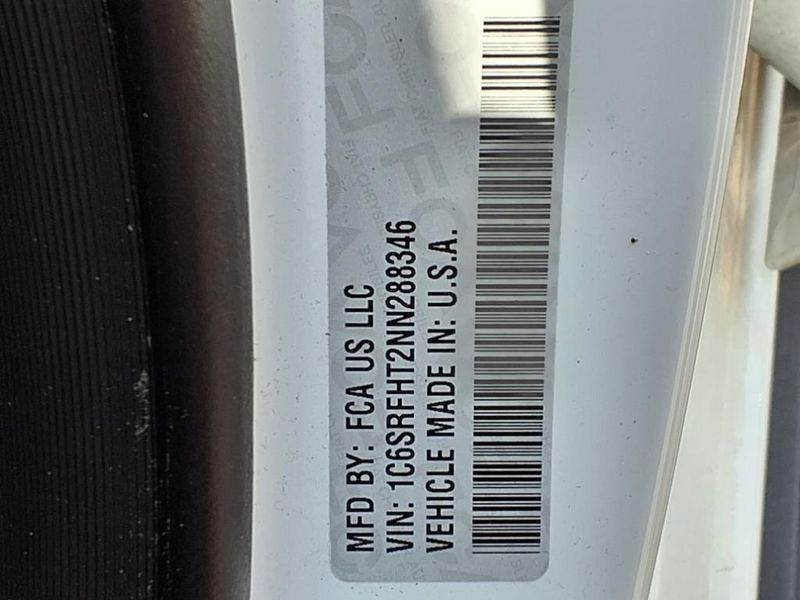 MFD BY: FCA US LLC
VIN: 1C6SRFHT2NN288346
VEHICLE MADE IN: U.S.A.